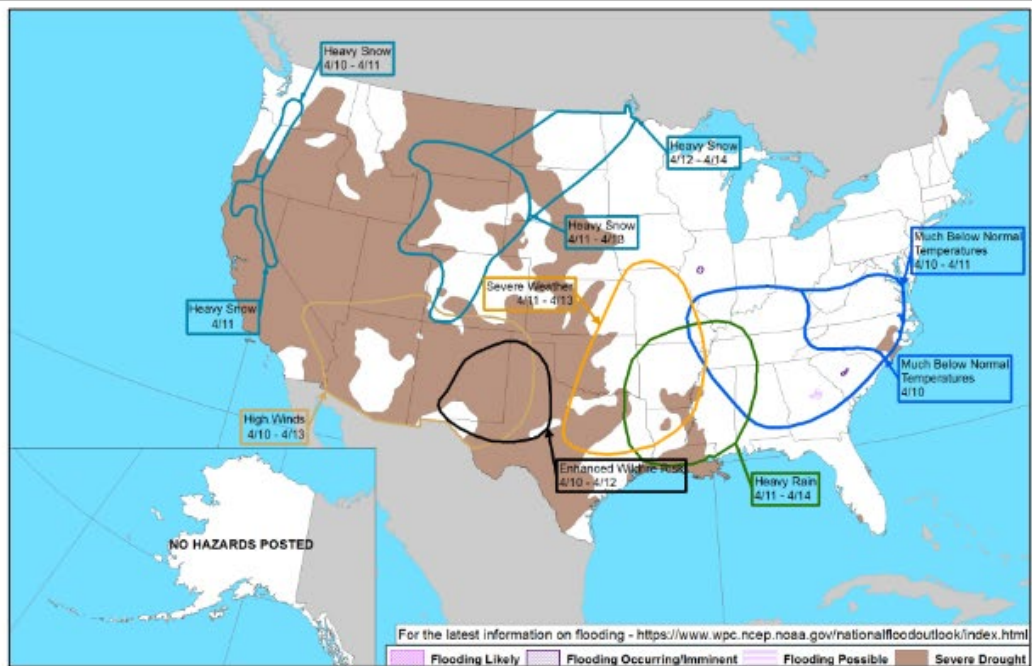 Heavy Snow
4/10 - 4/11
Heavy Snow
4/12 - 4/14
Heavy Snow
4/11 - 4/13
Much Below Normal
Temperatures
4/10 - 4/11
Severe Weather
4/11 - 4/13
Heavy Snow
4/11
Much Below Normal
Temperatures
4/10
High Winds
4/10 - 4/13
Enhanced Wildfire Risk
4/10 - 4/12
Heavy Rain
4/11 - 4/14
NO HAZARDS POSTED
For the latest information on flooding - https://www.wpc.ncep.noaa.gov/nationalfloodoutlook/index.html
Flooding Likely Flooding Occurring/Imminent Flooding Possible Severe Drought